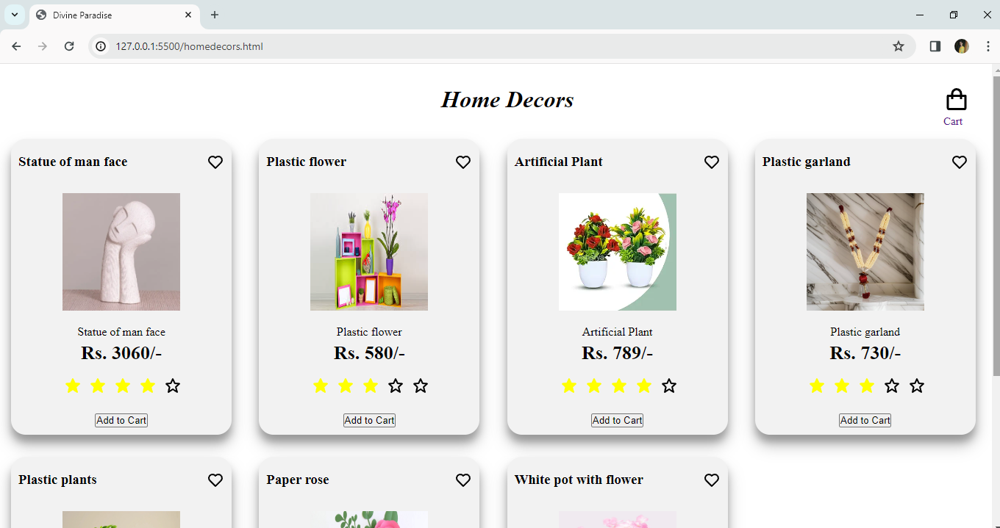 Divine Paradise
127.0.0.1:5500/homedecors.html
Home Decors
Cart
Statue of man face
Plastic flower
Artificial Plant
Plastic garland
Statue of man face
Rs. 3060/-
Add to Cart
Plastic flower
Rs. 580/-
Add to Cart
Artificial Plant
Rs. 789/-
Add to Cart
Plastic garland
Rs. 730/-
Add to Cart
Plastic plants
Paper rose
White pot with flower